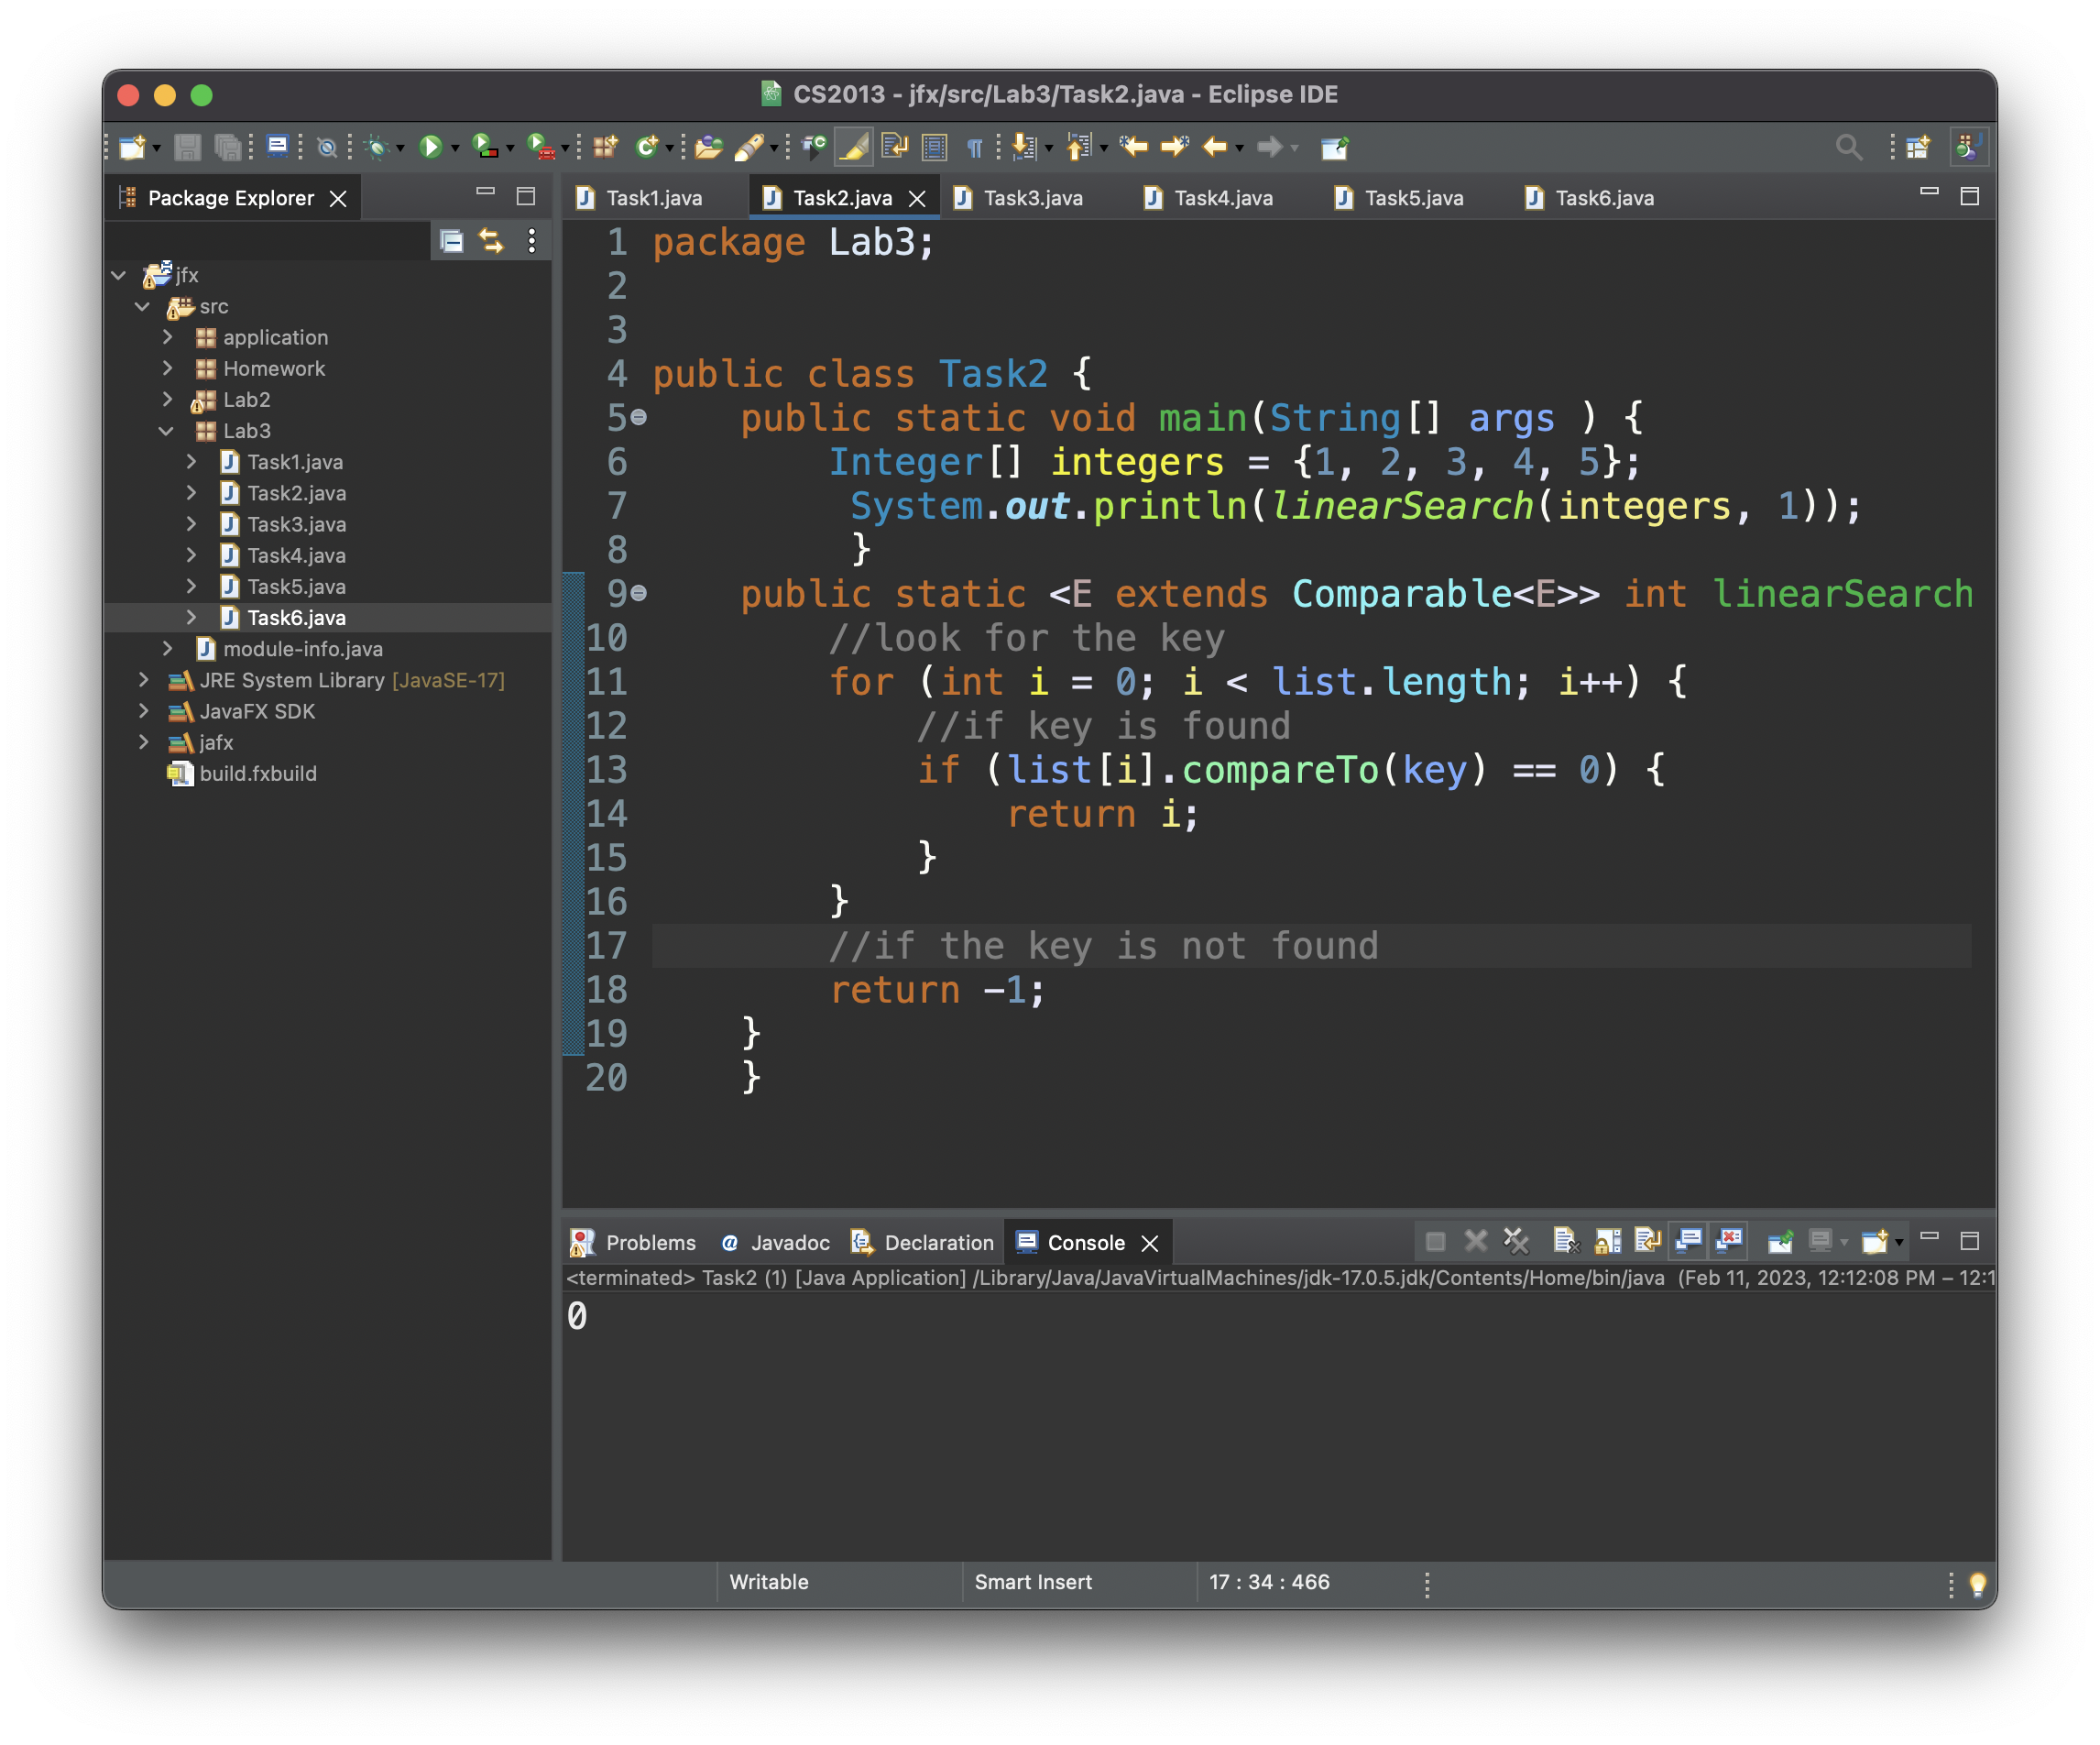 CS2013 - jfx/src/Lab3/Task2.java - Eclipse IDE
Package Explorer
Task1.java Task2.java Task3.java Task4.java Task5.java Task6.java
jfx
src
application
Homework
Lab2
Lab3
Task1.java
Task2.java
Task3.java
Task4.java
Task5.java
Task6.java
module-info.java
JRE System Library [JavaSE-17]
JavaFX SDK
jafx
build.fxbuild
1 package Lab3;
2
3
4 public class Task2 {
5 public static void main(String[] args ) {
6 Integer[] integers = {1, 2, 3, 4, 5};
7 System.out.println(linearSearch(integers, 1));
8 }
9 public static <E extends Comparable<E>> int linearSearch
10 //look for the key
11 for (int i = 0; i < list.length; i++) {
12 //if key is found
13 if (list[i].compareTo(key) == 0) {
14 return i;
15 }
16 }
17 //if the key is not found
18 return -1;
19 }
20 }
Problems @ Javadoc Declaration Console
<terminated> Task2 (1) [Java Application] /Library/Java/JavaVirtualMachines/jdk-17.0.5.jdk/Contents/Home/bin/java (Feb 11, 2023, 12:12:08 PM – 12:1
0
Writable Smart Insert 17 : 34 : 466